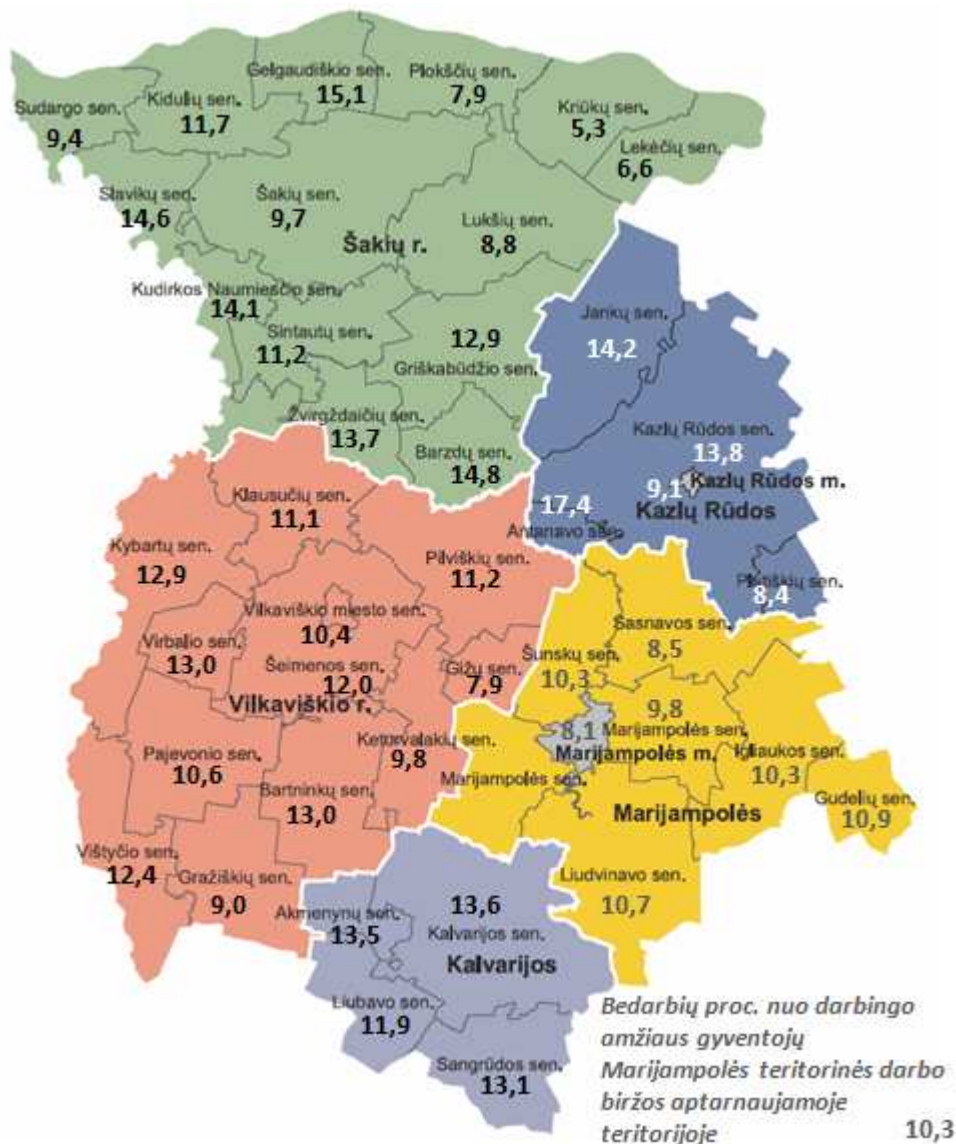 Gelgaudiškio sen.
15,1
Plokščių sen.
7,9
Sudargo sen.
9,4
Kidulių sen.
11,7
Kriūkų sen.
5,3
Lekėčių sen.
6,6
Slavikų sen.
14,6
Šakių sen.
9,7
Lukšių sen.
8,8
Šakių r.
Kudirkos Naumiesčio sen.
14,1
Sintautų sen.
11,2
12,9
Griškabūdžio sen.
Jankų sen.
14,2
Žvirgždaičių sen.
13,7
Barzdų sen.
14,8
Kazlų Rūdos sen.
13,8
9,1
Kazlų Rūdos m.
Kazlų Rūdos
17,4
Antanavo sen.
8,4
Klausučių sen.
11,1
Kybartų sen.
12,9
Pilviškių sen.
11,2
Vilkaviškio miesto sen.
10,4
Virbalio sen.
13,0
Šeimenos sen.
12,0
Gižų sen.
7,9
Vilkaviškio r.
Sasnavos sen.
8,5
Šunskų sen.
10,3
9,8
Marijampolės sen.
8,1
Marijampolės m.
Igliaukos sen.
10,3
Gudelių sen.
10,9
Keturvalakių sen.
9,8
Marijampolės sen.
Marijampolės
Pajevonio sen.
10,6
Bartninkų sen.
13,0
Vištyčio sen.
12,4
Gražiškių sen.
9,0
Liudvinavo sen.
10,7
Akmenynų sen.
13,5
13,6
Kalvarijos sen.
Kalvarijos
Liubavo sen.
11,9
Sangrūdos sen.
13,1
Bedarbių proc. nuo darbingo
amžiaus gyventojų
Marijampolės teritorinės darbo
biržos aptarnaujamoje
teritorijoje 10,3